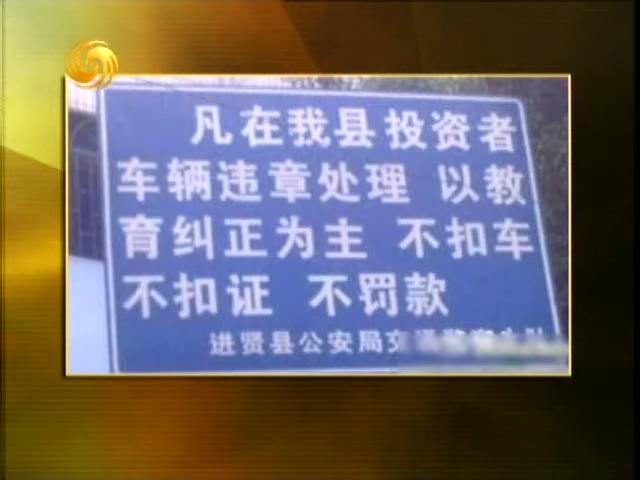 凡在我县投资者
车辆违章处理 以教
育纠正为主 不扣车
不扣证 不罚款
进贤县公安局交通